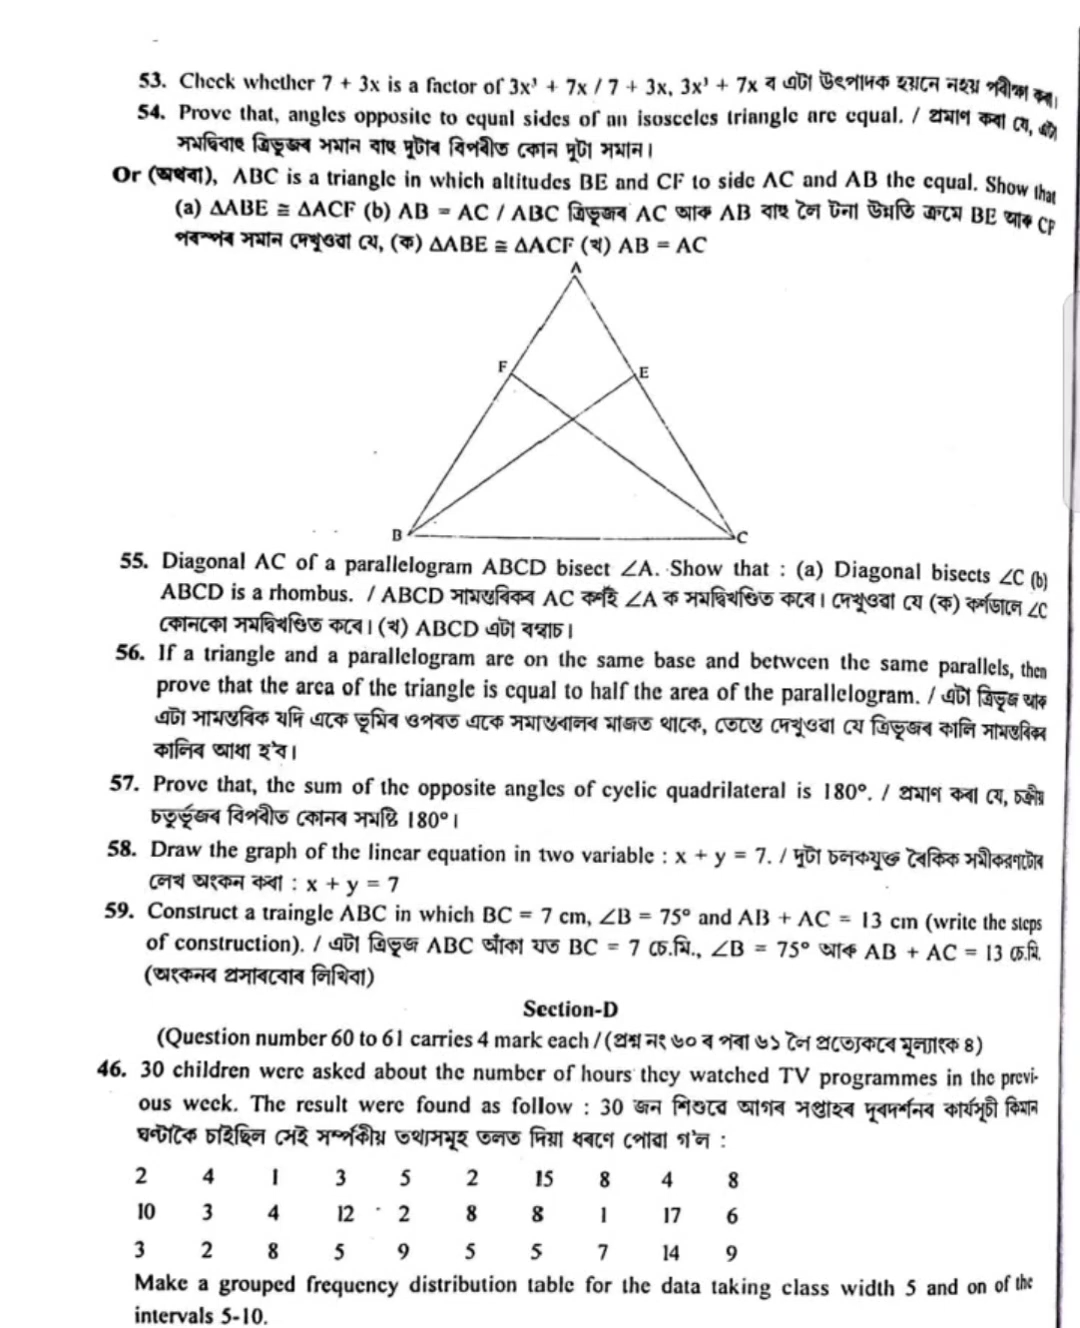 53. Check whether 7 + 3x is a factor of 3x³ + 7x / 7 + 3x, 3x³ + 7x ৰ এটা উৎপাদক হয়নে নহয় পৰীক্ষা কৰা।
54. Prove that, angles opposite to equal sides of an isosceles triangle are equal. / প্ৰমাণ কৰা যে, এটা
সমদ্বিবাহু ত্ৰিভুজৰ সমান বাহু দুটাৰ বিপৰীত কোন দুটা সমান।
Or (অথবা), ABC is a triangle in which altitudes BE and CF to side AC and AB the equal. Show that
(a) ΔABE ≅ ΔACF (b) AB = AC / ABC ত্ৰিভুজৰ AC আৰু AB বাহু লৈ টনা উন্নতি ক্ৰমে BE আৰু CF
পৰস্পৰ সমান দেখুওৱা যে, (ক) ΔABE ≅ ΔACF (খ) AB = AC
A
F
E
B
C
55. Diagonal AC of a parallelogram ABCD bisect ∠A. Show that : (a) Diagonal bisects ∠C (b)
ABCD is a rhombus. / ABCD সামন্তৰিকৰ AC কৰ্ণই ∠A ক সমদ্বিখণ্ডিত কৰে। দেখুওৱা যে (ক) কৰ্ণডালে ∠C
কোনকো সমদ্বিখণ্ডিত কৰে। (খ) ABCD এটা ৰম্বাচ।
56. If a triangle and a parallelogram are on the same base and between the same parallels, then
prove that the area of the triangle is equal to half the area of the parallelogram. / এটা ত্ৰিভুজ আৰু
এটা সামন্তৰিক যদি একে ভূমিৰ ওপৰত একে সমান্তৰালৰ মাজত থাকে, তেন্তে দেখুওৱা যে ত্ৰিভুজৰ কালি সামন্তৰিকৰ
কালিৰ আধা হ'ব।
57. Prove that, the sum of the opposite angles of cyclic quadrilateral is 180°. / প্ৰমাণ কৰা যে, চক্ৰীয়
চতুৰ্ভুজৰ বিপৰীত কোনৰ সমষ্টি 180°।
58. Draw the graph of the linear equation in two variable : x + y = 7. / দুটা চলকযুক্ত ৰৈখিক সমীকৰণটোৰ
লেখ অংকন কৰা : x + y = 7
59. Construct a traingle ABC in which BC = 7 cm, ∠B = 75° and AB + AC = 13 cm (write the steps
of construction). / এটা ত্ৰিভুজ ABC আঁকা যত BC = 7 চে.মি., ∠B = 75° আৰু AB + AC = 13 চে.মি.
(অংকনৰ প্ৰসাৰবোৰ লিখিবা)
Section-D
(Question number 60 to 61 carries 4 mark each / (প্ৰশ্ন নং ৬০ ৰ পৰা ৬১ লৈ প্ৰত্যেকৰে মূল্যাংক ৪)
46. 30 children were asked about the number of hours they watched TV programmes in the previ-
ous week. The result were found as follow : 30 জন শিশুৱে আগৰ সপ্তাহৰ দূৰদৰ্শনৰ কাৰ্যসূচী কিমান
ঘণ্টাকৈ চাইছিল সেই সম্পৰ্কীয় তথ্যসমূহ তলত দিয়া ধৰণে পোৱা গ'ল :
2 4 1 3 5 2 15 8 4 8
10 3 4 12 2 8 8 1 17 6
3 2 8 5 9 5 5 7 14 9
Make a grouped frequency distribution table for the data taking class width 5 and on of the
intervals 5-10.